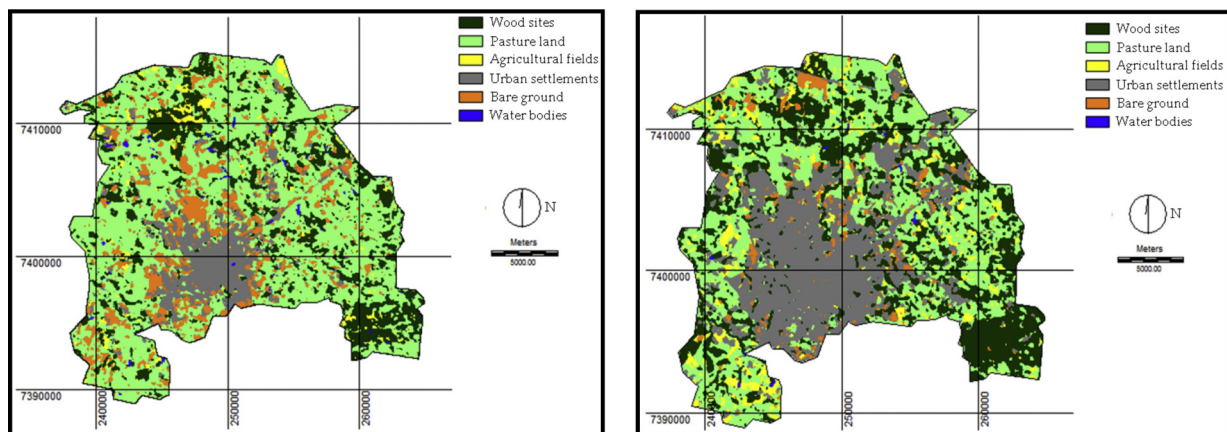 Wood sites
Pasture land
Agricultural fields
Urban settlements
Bare ground
Water bodies
7410000
7400000
7390000
240000
250000
260000
N
Meters
5000.00
Wood sites
Pasture land
Agricultural fields
Urban settlements
Bare ground
Water bodies
7410000
7400000
7390000
240000
250000
260000
N
Meters
5000.00